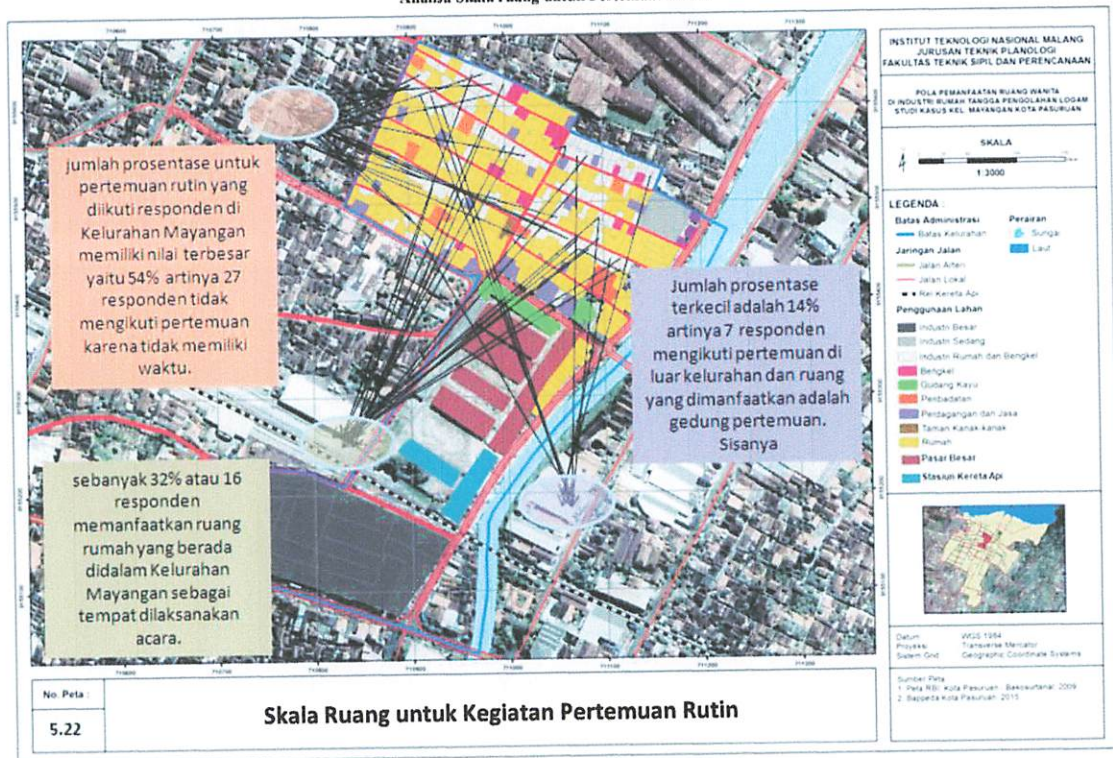 Analisa Skala ruang untuk Pertemuan
INSTITUT TEKNOLOGI NASIONAL MALANG
JURUSAN TEKNIK PLANOLOGI
FAKULTAS TEKNIK SIPIL DAN PERENCANAAN
POLA PEMANFAATAN RUANG WANITA
DI INDUSTRI RUMAH TANGGA PENGOLAHAN LOGAM
STUDI KASUS KEL. MAYANGAN KOTA PASURUAN
SKALA
1:3000
LEGENDA :
Batas Administrasi
Batas Kelurahan
Jaringan Jalan
Jalan Arteri
Jalan Lokal
Rel Kereta Api
Perairan
Sungai
Laut
Penggunaan Lahan
Industri Besar
Industri Sedang
Industri Rumah dan Bengkel
Bengkel
Gudang Kayu
Peribadatan
Perdagangan dan Jasa
Taman Kanak-kanak
Rumah
Pasar Besar
Stasiun Kereta Api
Datum WGS 1984
Proyeksi Transverse Mercator
Sistem Grid Geographic Coordinate Systems
Sumber Peta
1. Peta RBI Kota Pasuruan : Bakosurtanal 2009
2. Bappeda Kota Pasuruan 2015
jumlah prosentase untuk
pertemuan rutin yang
diikuti responden di
Kelurahan Mayangan
memiliki nilai terbesar
yaitu 54% artinya 27
responden tidak
mengikuti pertemuan
karena tidak memiliki
waktu.
Jumlah prosentase
terkecil adalah 14%
artinya 7 responden
mengikuti pertemuan di
luar kelurahan dan ruang
yang dimanfaatkan adalah
gedung pertemuan.
Sisanya
sebanyak 32% atau 16
responden
memanfaatkan ruang
rumah yang berada
didalam Kelurahan
Mayangan sebagai
tempat dilaksanakan
acara.
No. Peta :
5.22
Skala Ruang untuk Kegiatan Pertemuan Rutin